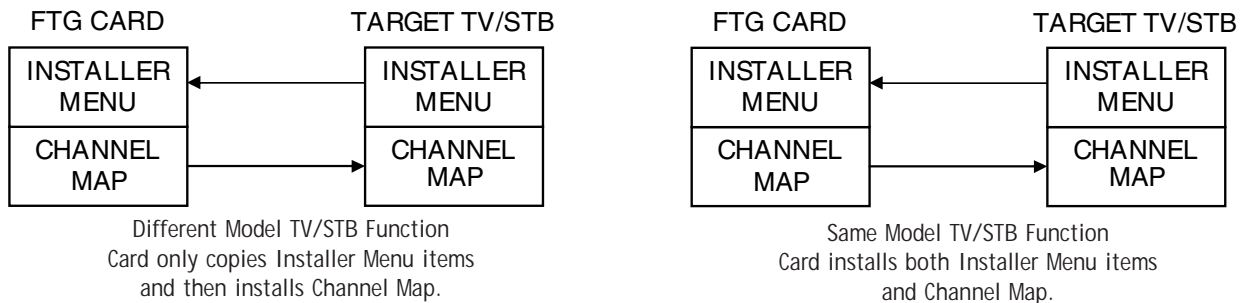 FTG CARD
TARGET TV/STB
INSTALLER
MENU
INSTALLER
MENU
CHANNEL
MAP
CHANNEL
MAP
Different Model TV/STB Function
Card only copies Installer Menu items
and then installs Channel Map.
FTG CARD
TARGET TV/STB
INSTALLER
MENU
INSTALLER
MENU
CHANNEL
MAP
CHANNEL
MAP
Same Model TV/STB Function
Card installs both Installer Menu items
and Channel Map.